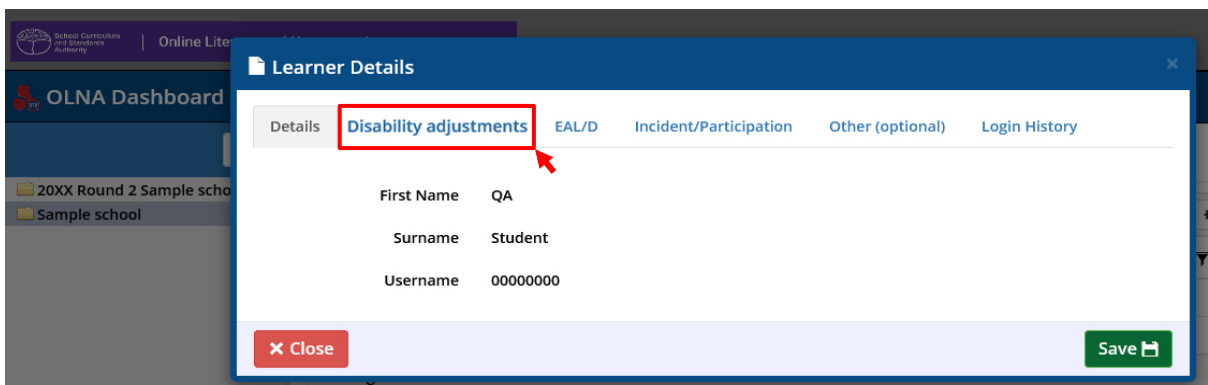 School Curriculum
and Standards
Authority
Online Lite
OLNA Dashboard
20XX Round 2 Sample scho
Sample school
Learner Details
×
Details Disability adjustments EAL/D Incident/Participation Other (optional) Login History
First Name QA
Surname Student
Username 00000000
× Close Save